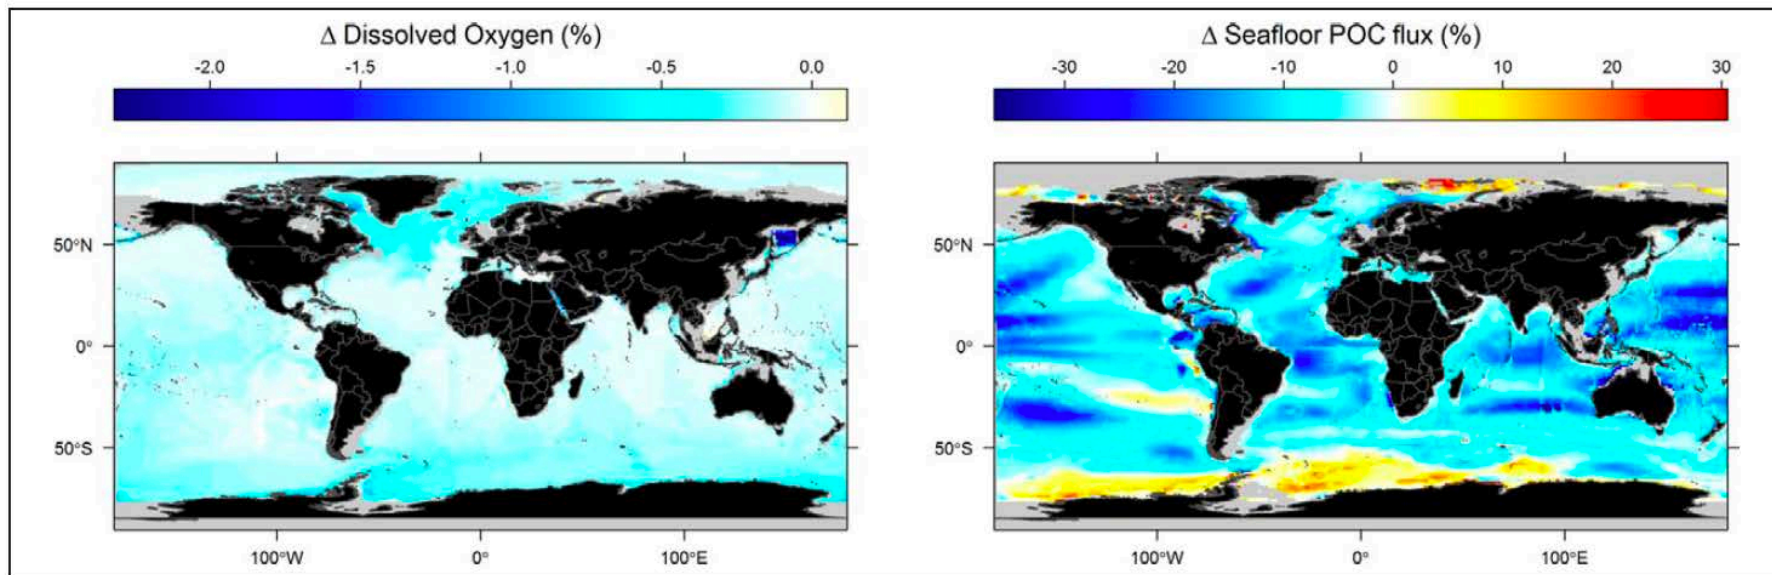 Δ Dissolved Oxygen (%)
-2.0 -1.5 -1.0 -0.5 0.0
50°N
0°
50°S
100°W 0° 100°E
Δ Seafloor POC flux (%)
-30 -20 -10 0 10 20 30
50°N
0°
50°S
100°W 0° 100°E